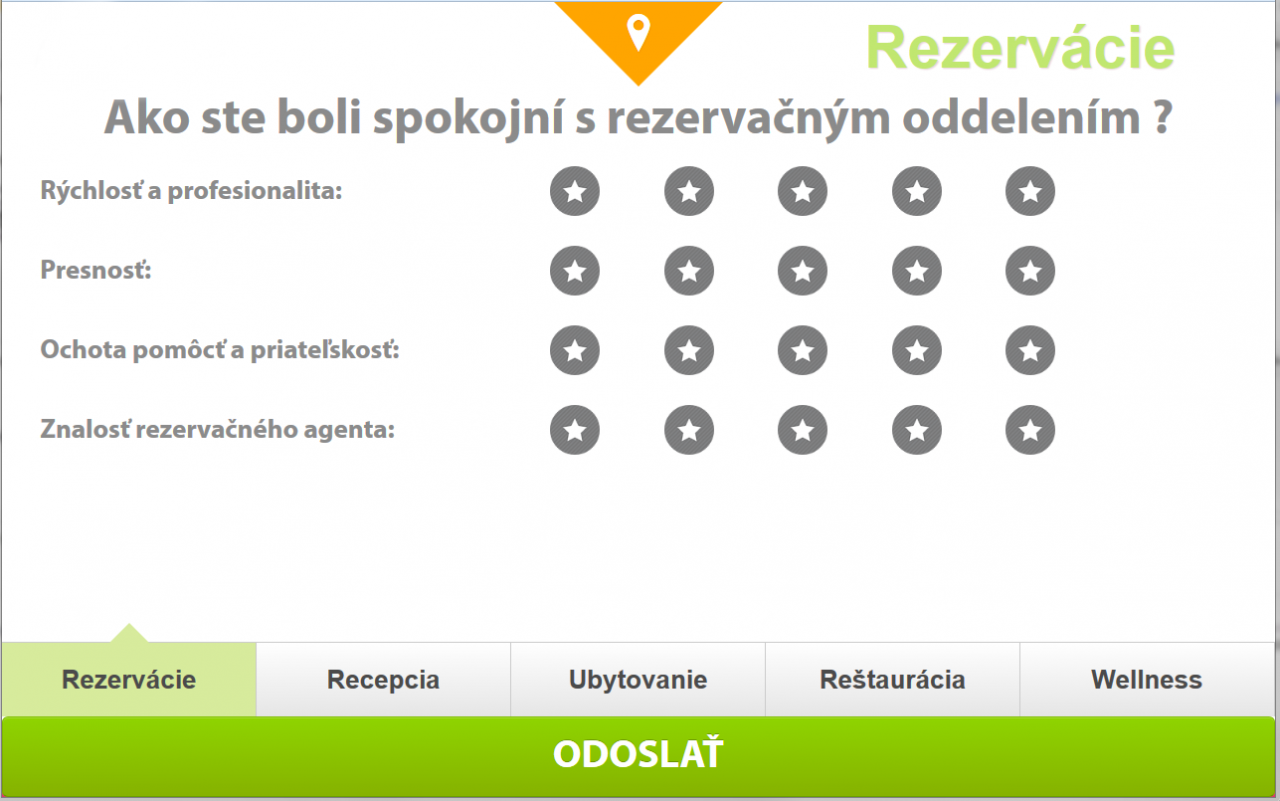 Rezervácie
Ako ste boli spokojní s rezervačným oddelením ?
Rýchlosť a profesionalita:
Presnosť:
Ochota pomôcť a priateľskosť:
Znalosť rezervačného agenta:
Rezervácie Recepcia Ubytovanie Reštaurácia Wellness
ODOSLAŤ